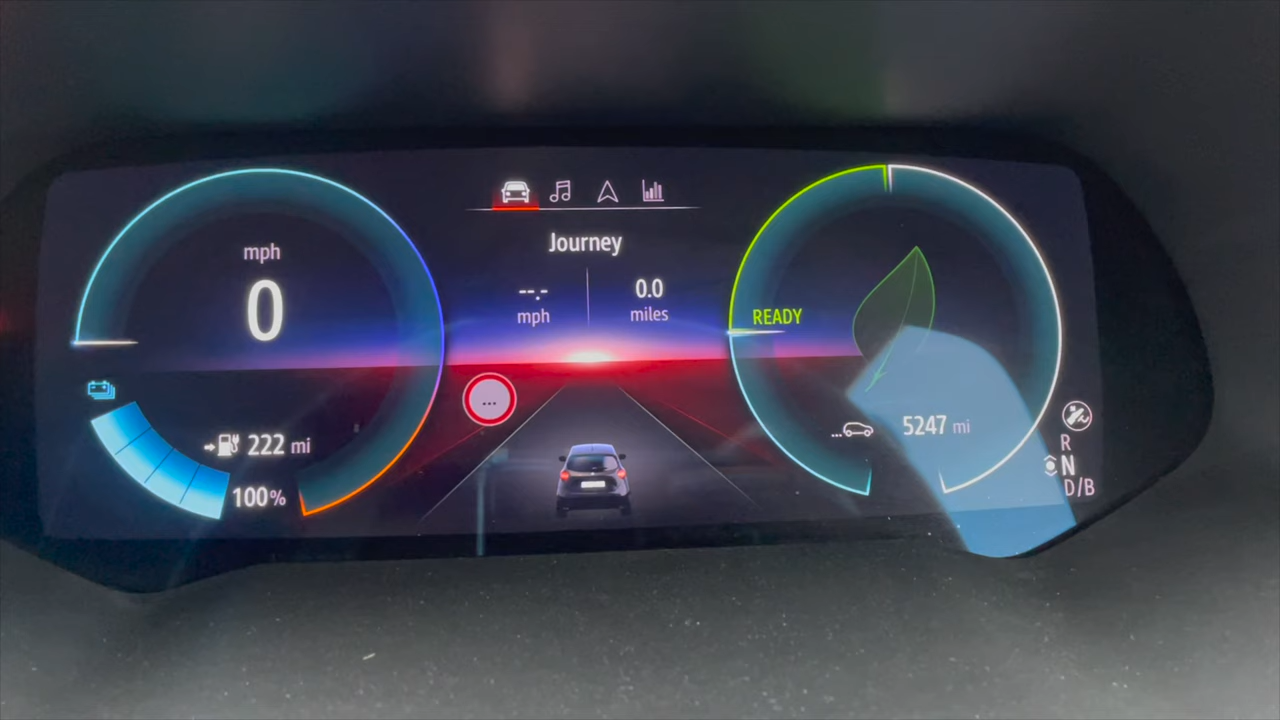 Journey
--.- mph
0.0 miles
mph
0
222 mi
100%
...
READY
...
5247 mi
R
N
D/B